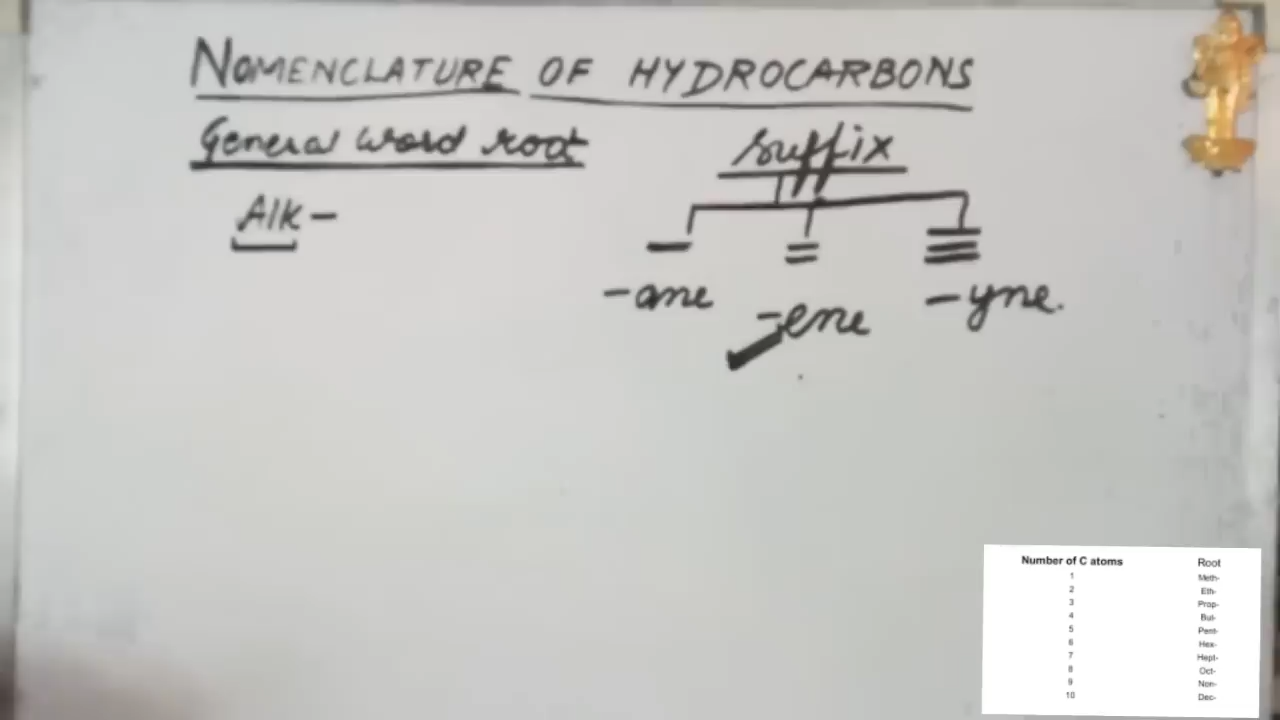 NOMENCLATURE OF HYDROCARBONS
General word root
suffix
Alk-
-ane
-ene
-yne.
Number of C atoms Root
1 Meth-
2 Eth-
3 Prop-
4 But-
5 Pent-
6 Hex-
7 Hept-
8 Oct-
9 Non-
10 Dec-